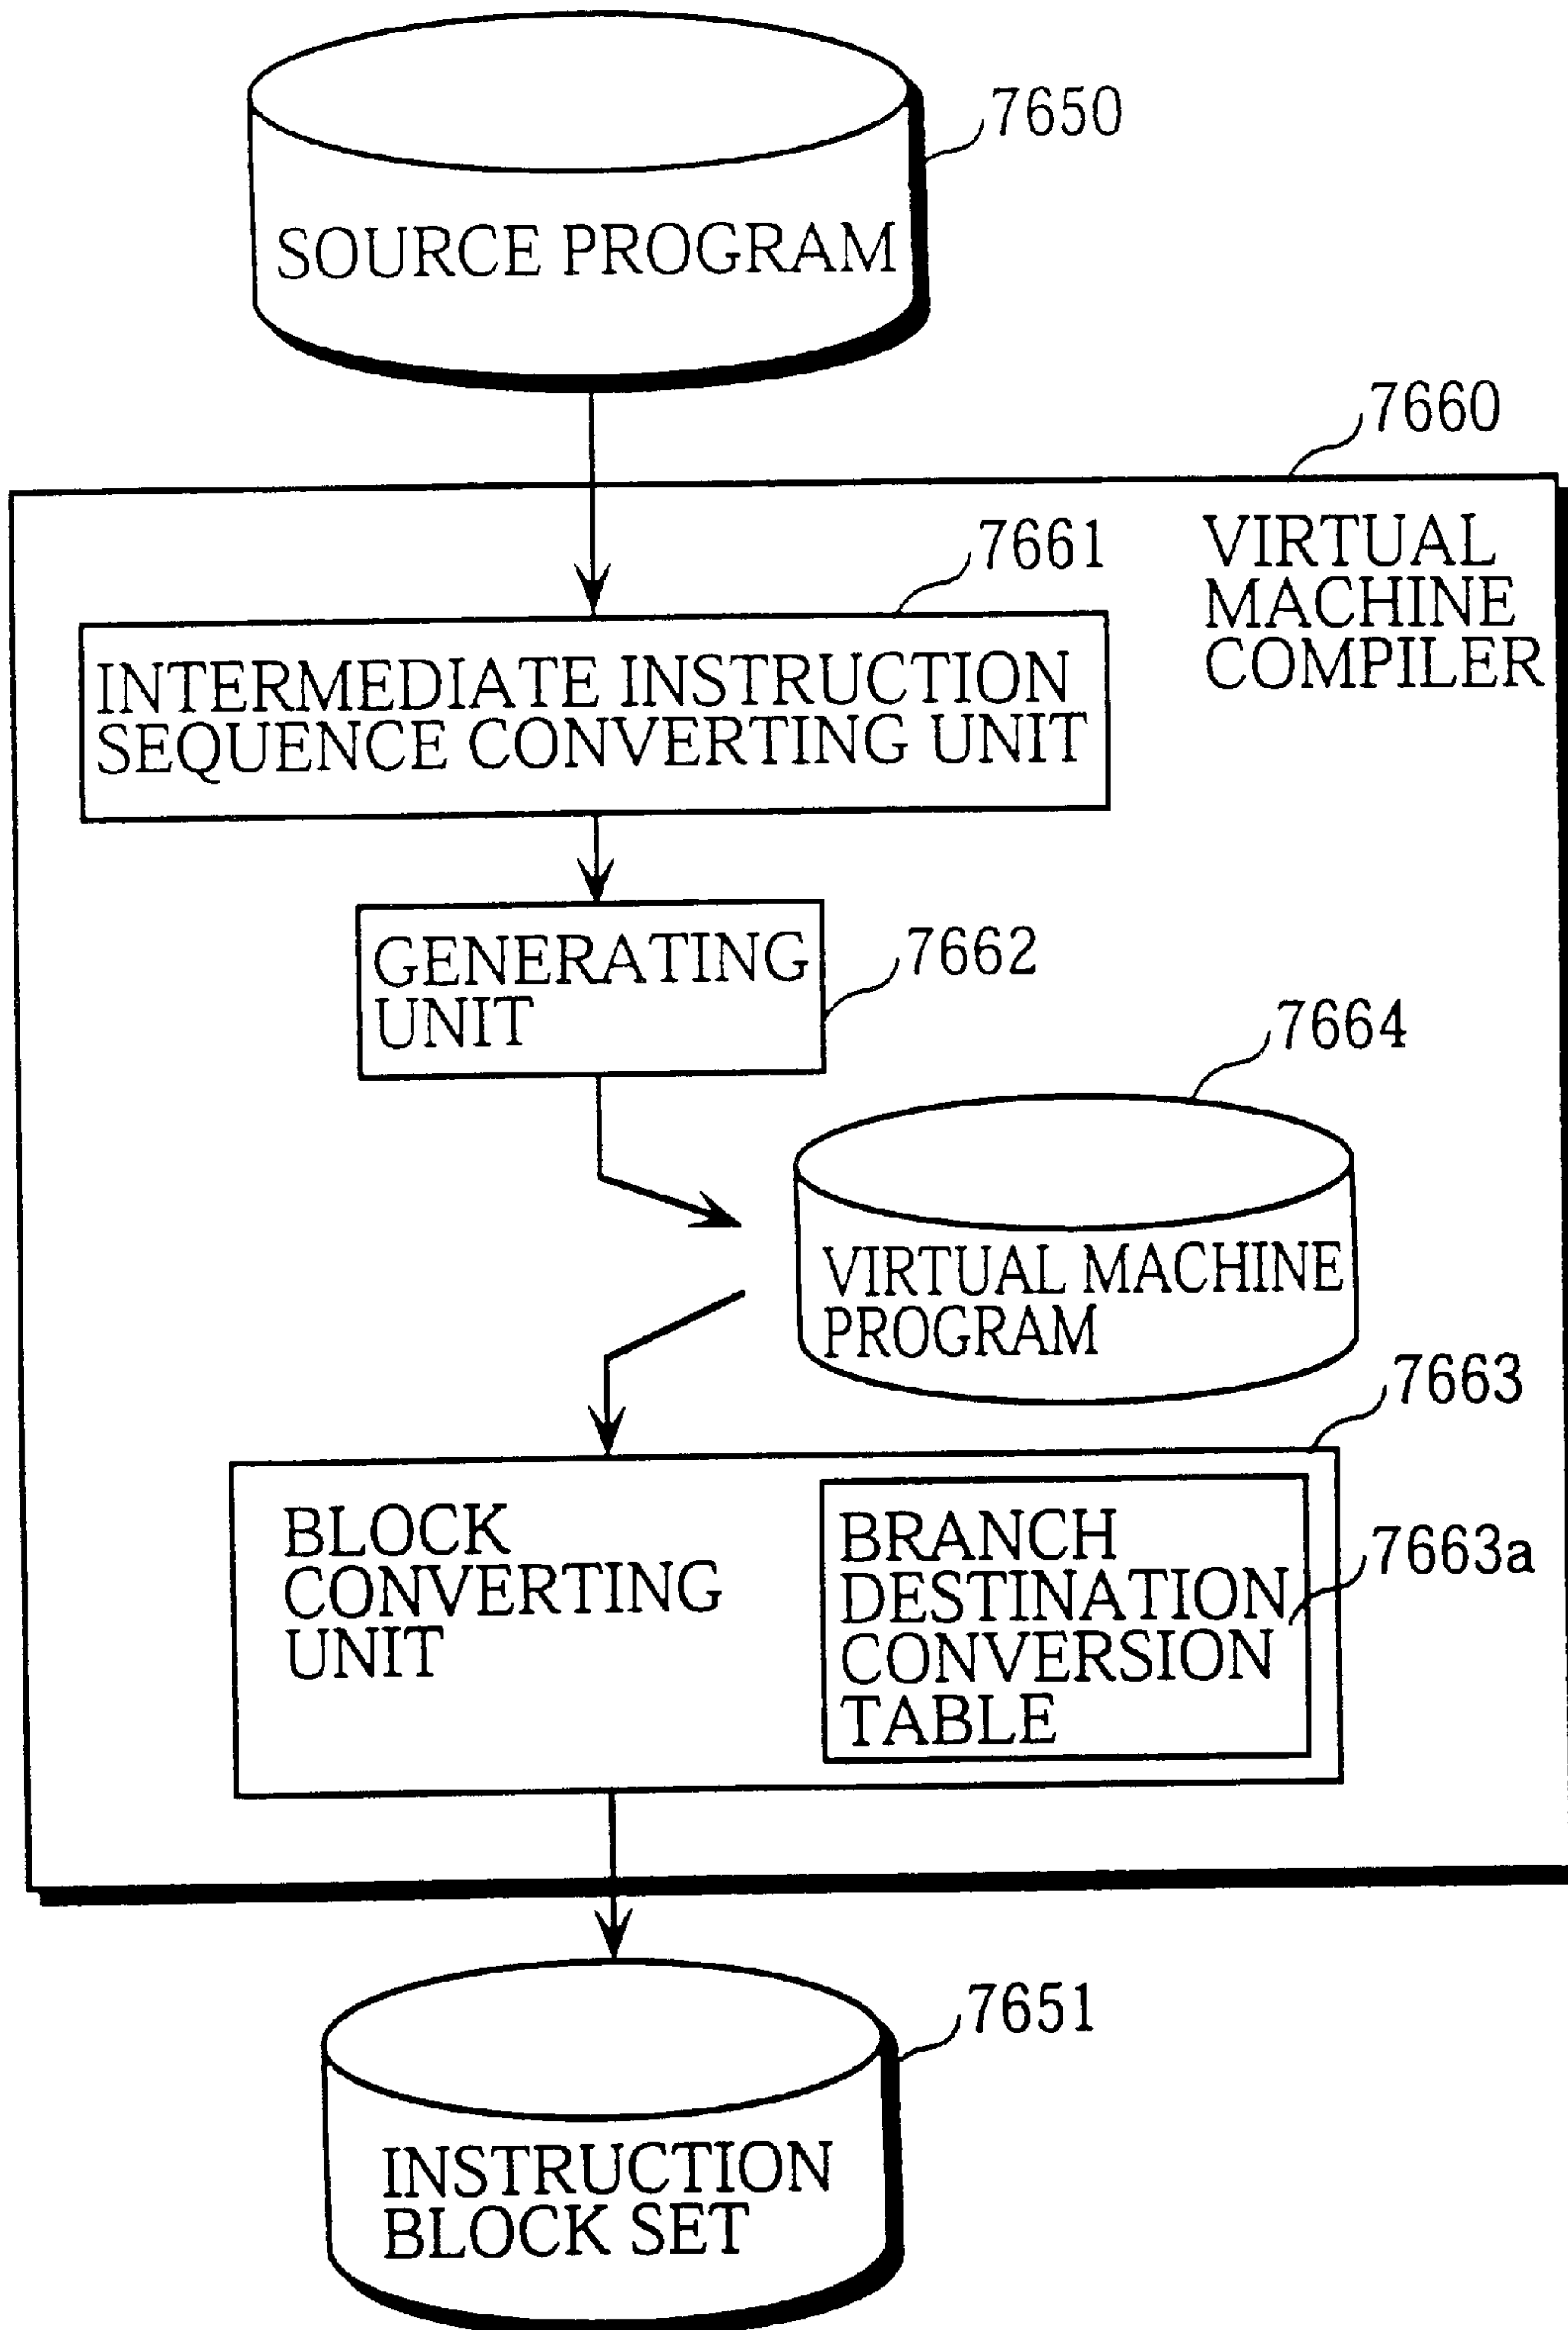 7650
SOURCE PROGRAM
7660
VIRTUAL
MACHINE
COMPILER
7661
INTERMEDIATE INSTRUCTION
SEQUENCE CONVERTING UNIT
GENERATING
UNIT
7662
7664
VIRTUAL MACHINE
PROGRAM
7663
BLOCK
CONVERTING
UNIT
BRANCH
DESTINATION
CONVERSION
TABLE
7663a
7651
INSTRUCTION
BLOCK SET